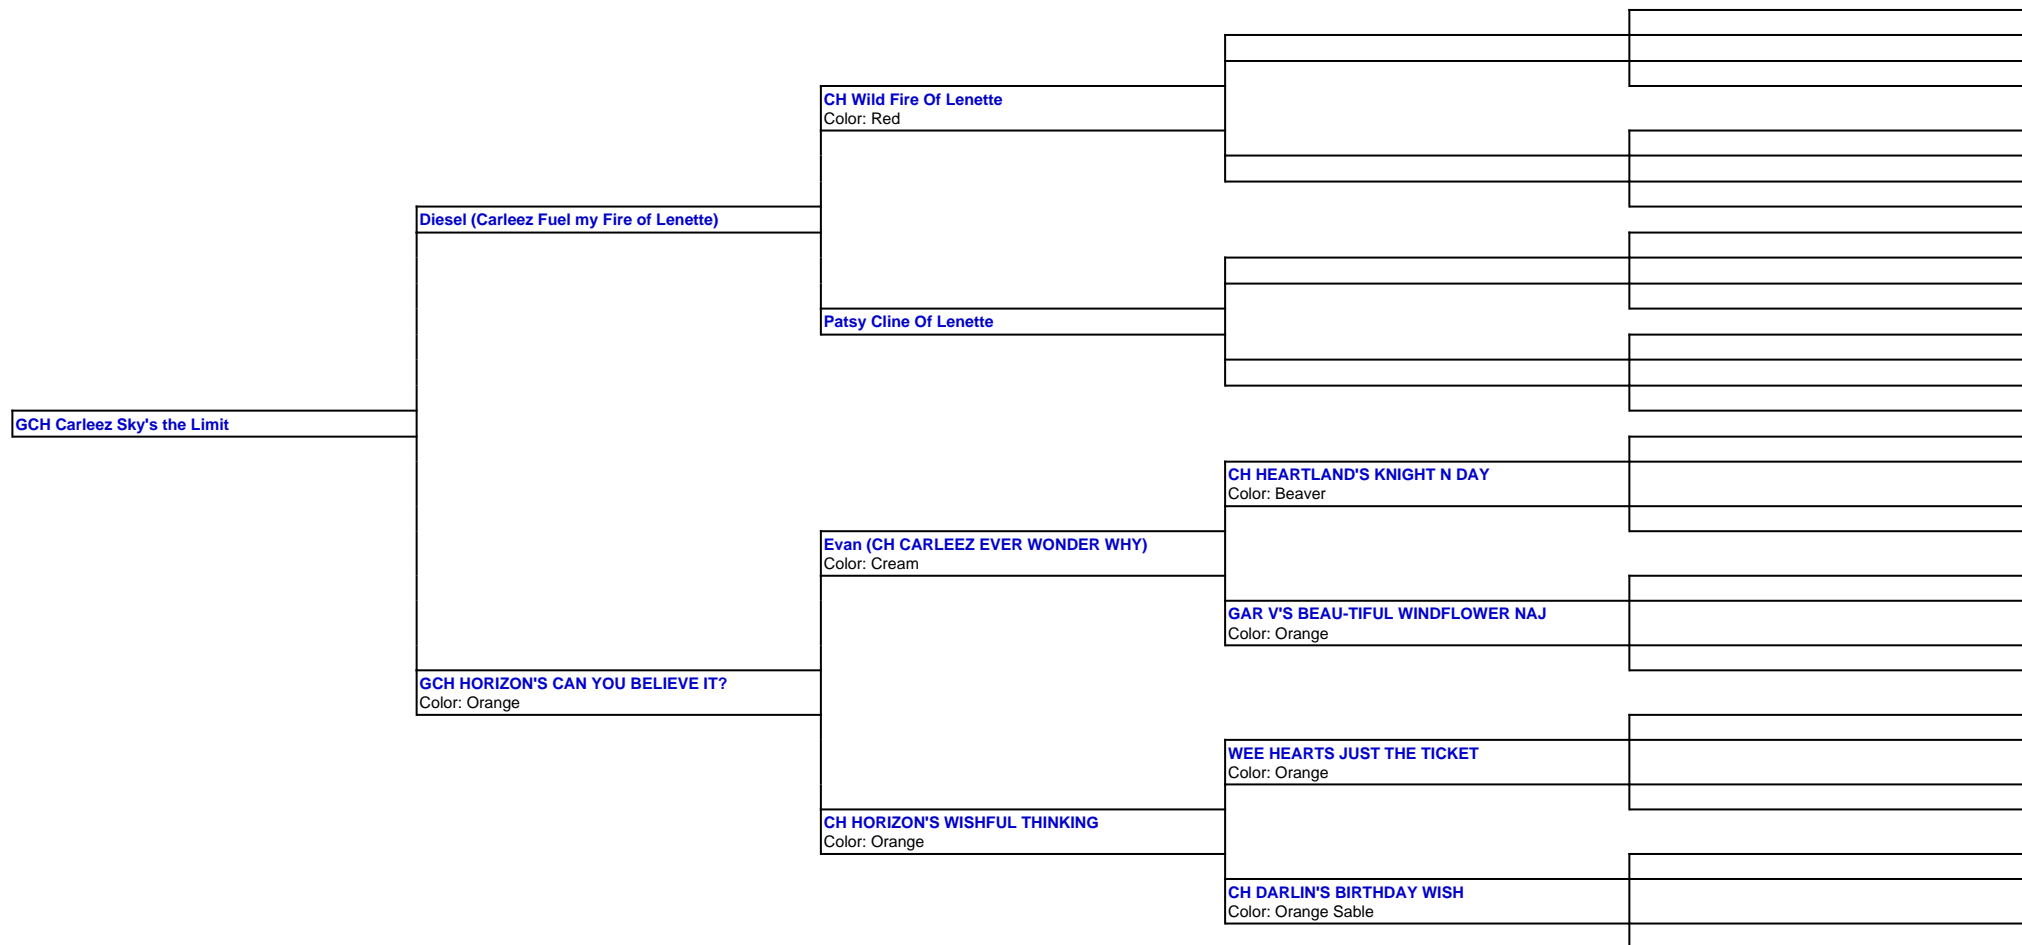 CH Wild Fire Of Lenette
Color: Red
Diesel (Carleez Fuel my Fire of Lenette)
Patsy Cline Of Lenette
GCH Carleez Sky's the Limit
CH HEARTLAND'S KNIGHT N DAY
Color: Beaver
Evan (CH CARLEEZ EVER WONDER WHY)
Color: Cream
GAR V'S BEAU-TIFUL WINDFLOWER NAJ
Color: Orange
GCH HORIZON'S CAN YOU BELIEVE IT?
Color: Orange
WEE HEARTS JUST THE TICKET
Color: Orange
CH HORIZON'S WISHFUL THINKING
Color: Orange
CH DARLIN'S BIRTHDAY WISH
Color: Orange Sable